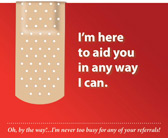 I'm here
to aid you
in any way
I can.
Oh, by the way!...I'm never too busy for any of your referrals!